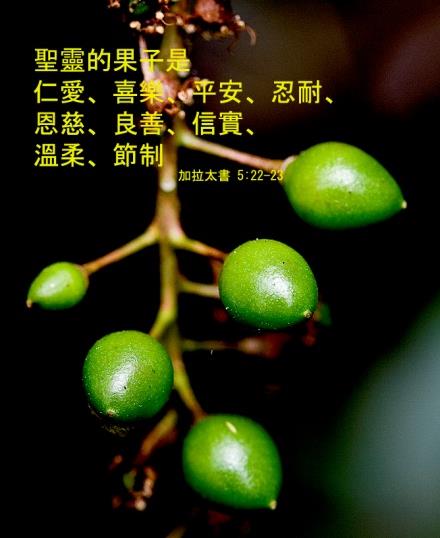 聖靈的果子是
仁愛、喜樂、平安、忍耐、
恩慈、良善、信實、
溫柔、節制
加拉太書 5:22-23